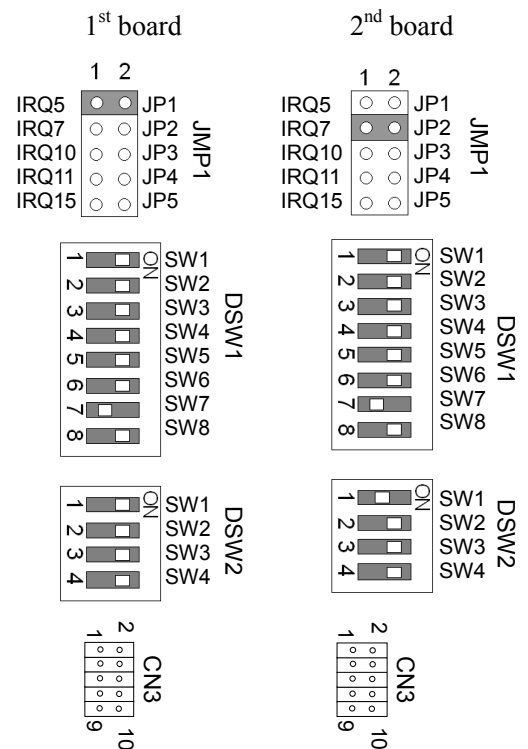 1st board
1 2
IRQ5 JP1
IRQ7 JP2
IRQ10 JP3
IRQ11 JP4
IRQ15 JP5
JMP1
1 ON SW1
2 SW2
3 SW3
4 SW4
5 SW5
6 SW6
7 SW7
8 SW8
DSW1
1 ON SW1
2 SW2
3 SW3
4 SW4
DSW2
1 2
CN3
9 10
2nd board
1 2
IRQ5 JP1
IRQ7 JP2
IRQ10 JP3
IRQ11 JP4
IRQ15 JP5
JMP1
1 ON SW1
2 SW2
3 SW3
4 SW4
5 SW5
6 SW6
7 SW7
8 SW8
DSW1
1 ON SW1
2 SW2
3 SW3
4 SW4
DSW2
1 2
CN3
9 10